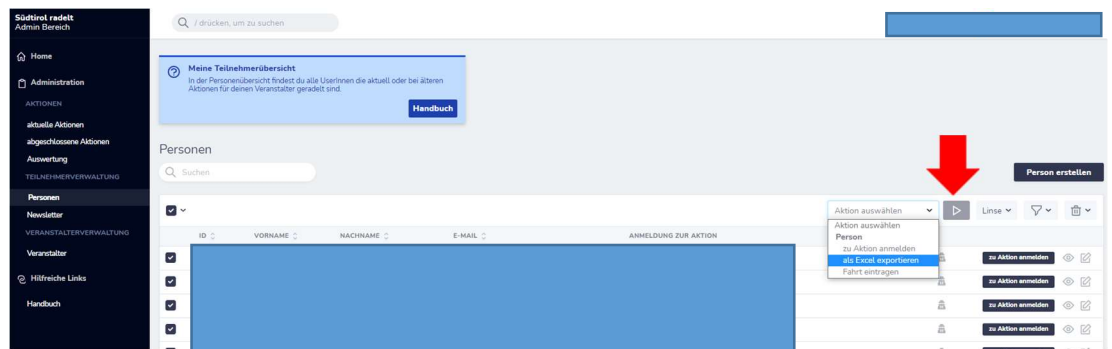 Südtirol radelt
Admin Bereich
/ drücken, um zu suchen
Home
Administration
AKTIONEN
aktuelle Aktionen
abgeschlossene Aktionen
Auswertung
TEILNEHMERVERWALTUNG
Personen
Newsletter
VERANSTALTERVERWALTUNG
Veranstalter
Hilfreiche Links
Handbuch
Meine Teilnehmerübersicht
In der Personenübersicht findest du alle UserInnen die aktuell oder bei älteren
Aktionen für deinen Veranstalter geradelt sind.
Handbuch
Personen
Suchen
Person erstellen
Aktion auswählen
Linse
Aktion auswählen
Person
zu Aktion anmelden
als Excel exportieren
Fahrt eintragen
ID VORNAME NACHNAME E-MAIL ANMELDUNG ZUR AKTION
zu Aktion anmelden
zu Aktion anmelden
zu Aktion anmelden
zu Aktion anmelden